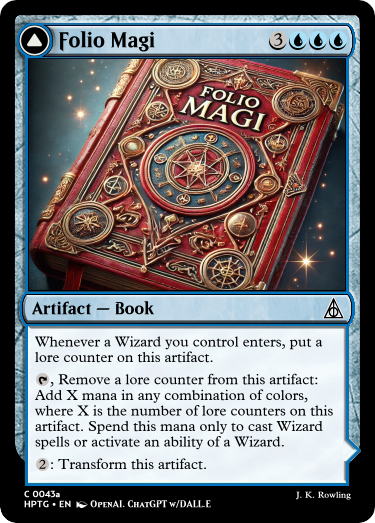 Folio Magi 3
FOLIO
MAGI
Artifact — Book
Whenever a Wizard you control enters, put a
lore counter on this artifact.
, Remove a lore counter from this artifact:
Add X mana in any combination of colors,
where X is the number of lore counters on this
artifact. Spend this mana only to cast Wizard
spells or activate an ability of a Wizard.
2: Transform this artifact.
C 0043a
HPTG • EN OpenAI. ChatGPT w/DALL.E
J. K. Rowling